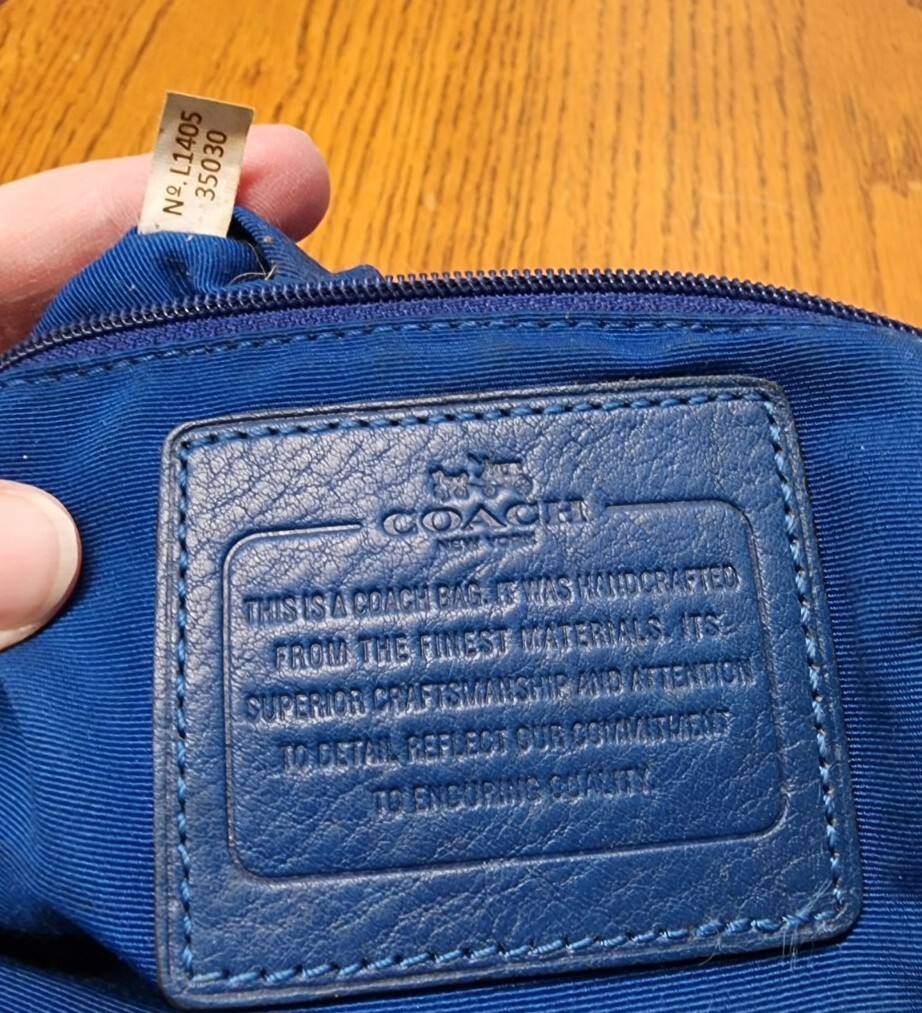 Nº. L1405
35030
COACH
NEW YORK
THIS IS A COACH BAG. IT WAS HANDCRAFTED
FROM THE FINEST MATERIALS. ITS
SUPERIOR CRAFTSMANSHIP AND ATTENTION
TO DETAIL REFLECT OUR COMMITMENT
TO ENDURING QUALITY.